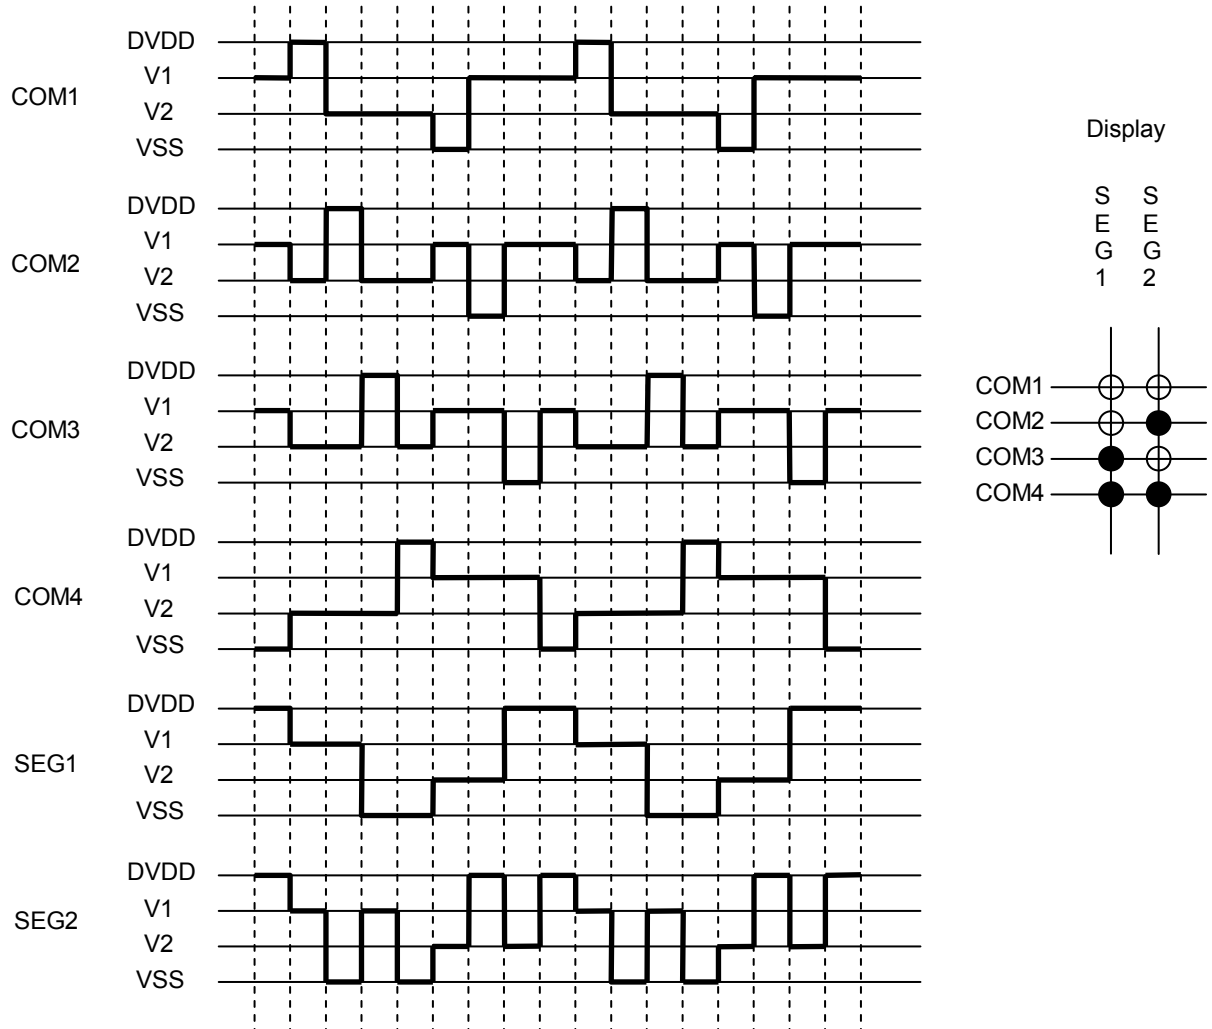 DVDD
V1
COM1
V2
VSS
DVDD
V1
COM2
V2
VSS
DVDD
V1
COM3
V2
VSS
DVDD
V1
COM4
V2
VSS
DVDD
V1
SEG1
V2
VSS
DVDD
V1
SEG2
V2
VSS
Display
S S
E E
G G
1 2
COM1
COM2
COM3
COM4